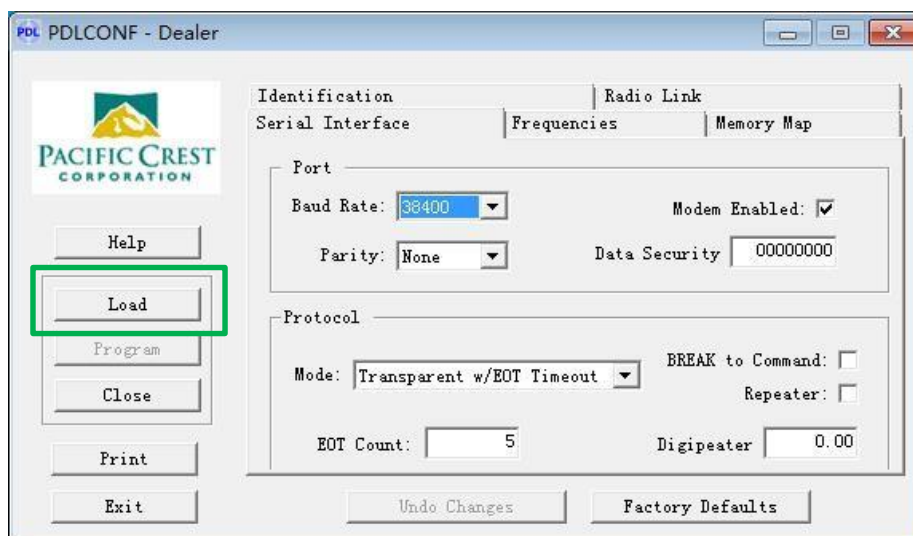 PDL PDLCONF - Dealer
PACIFIC CREST
CORPORATION
Help
Load
Program
Close
Print
Exit
Identification
Radio Link
Serial Interface
Frequencies
Memory Map
Port
Baud Rate: 38400
Modem Enabled:
Parity: None
Data Security 00000000
Protocol
Mode: Transparent w/EOT Timeout
BREAK to Command:
Repeater:
EOT Count: 5
Digipeater 0.00
Undo Changes
Factory Defaults